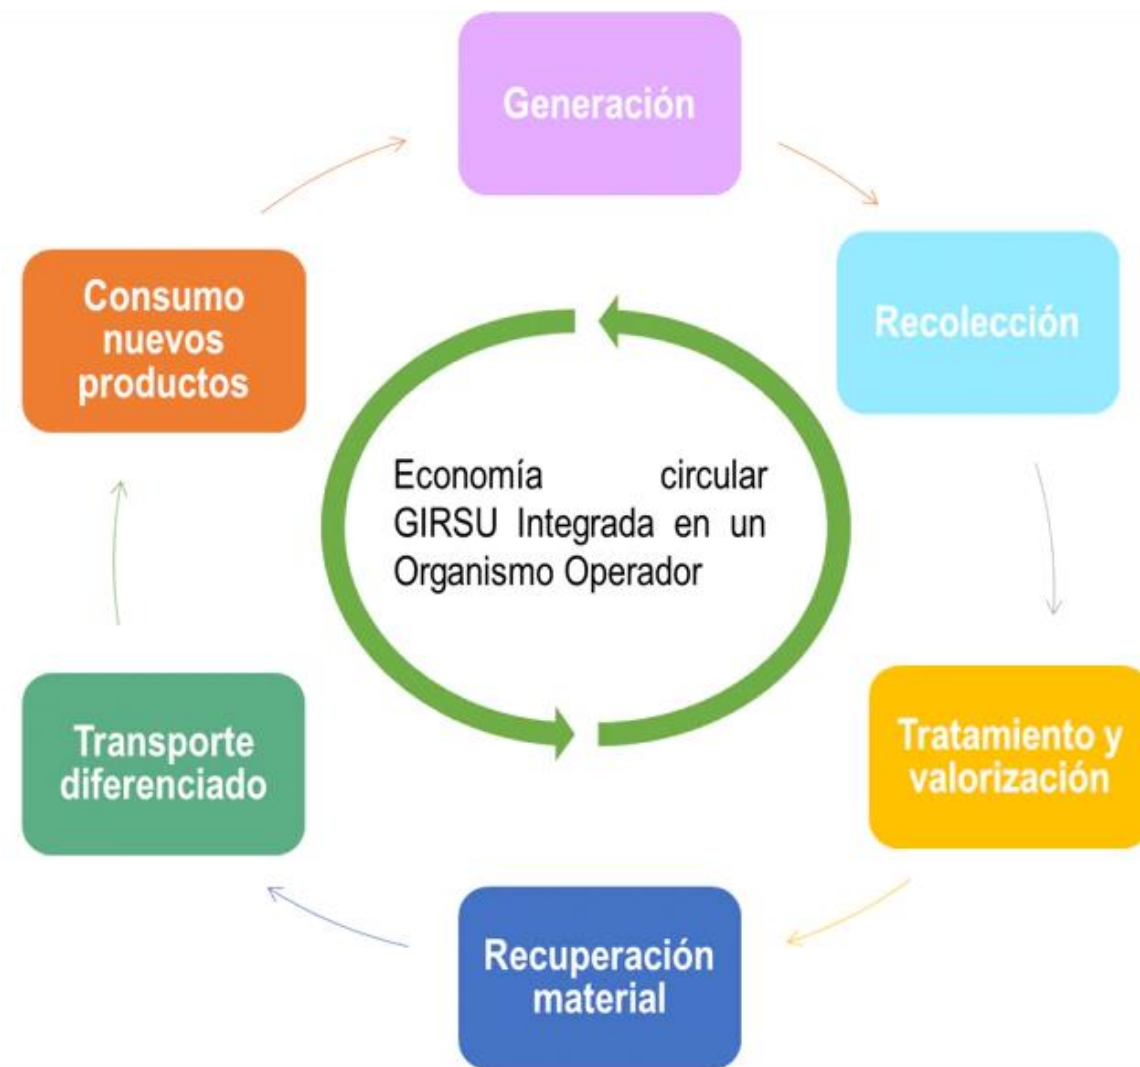 Generación
Recolección
Tratamiento y
valorización
Recuperación
material
Transporte
diferenciado
Consumo
nuevos
productos
Economía circular
GIRSU Integrada en un
Organismo Operador